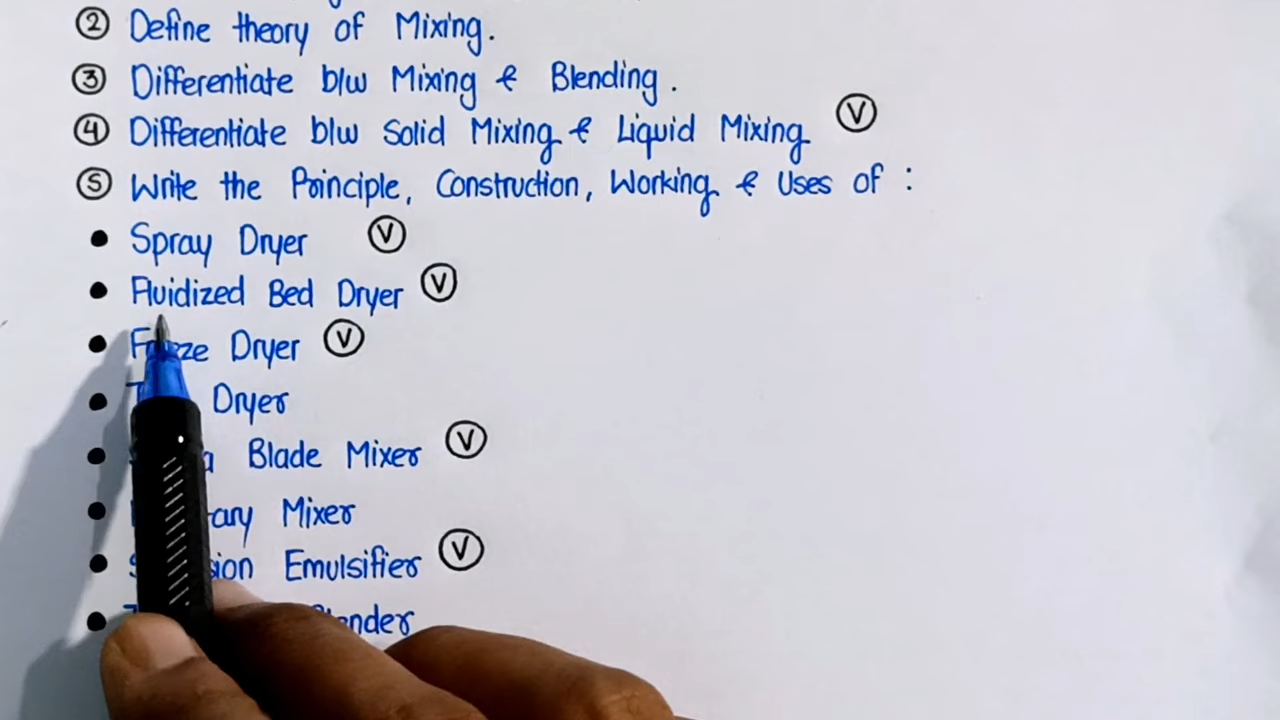 ② Define theory of Mixing.
③ Differentiate b/w Mixing & Blending.
④ Differentiate b/w Solid Mixing & Liquid Mixing Ⓥ
⑤ Write the Principle, Construction, Working & Uses of :
• Spray Dryer Ⓥ
• Fluidized Bed Dryer Ⓥ
• Dryer Ⓥ
• Dryer
• Blade Mixer Ⓥ
• Mixer
• Emulsifier Ⓥ
•